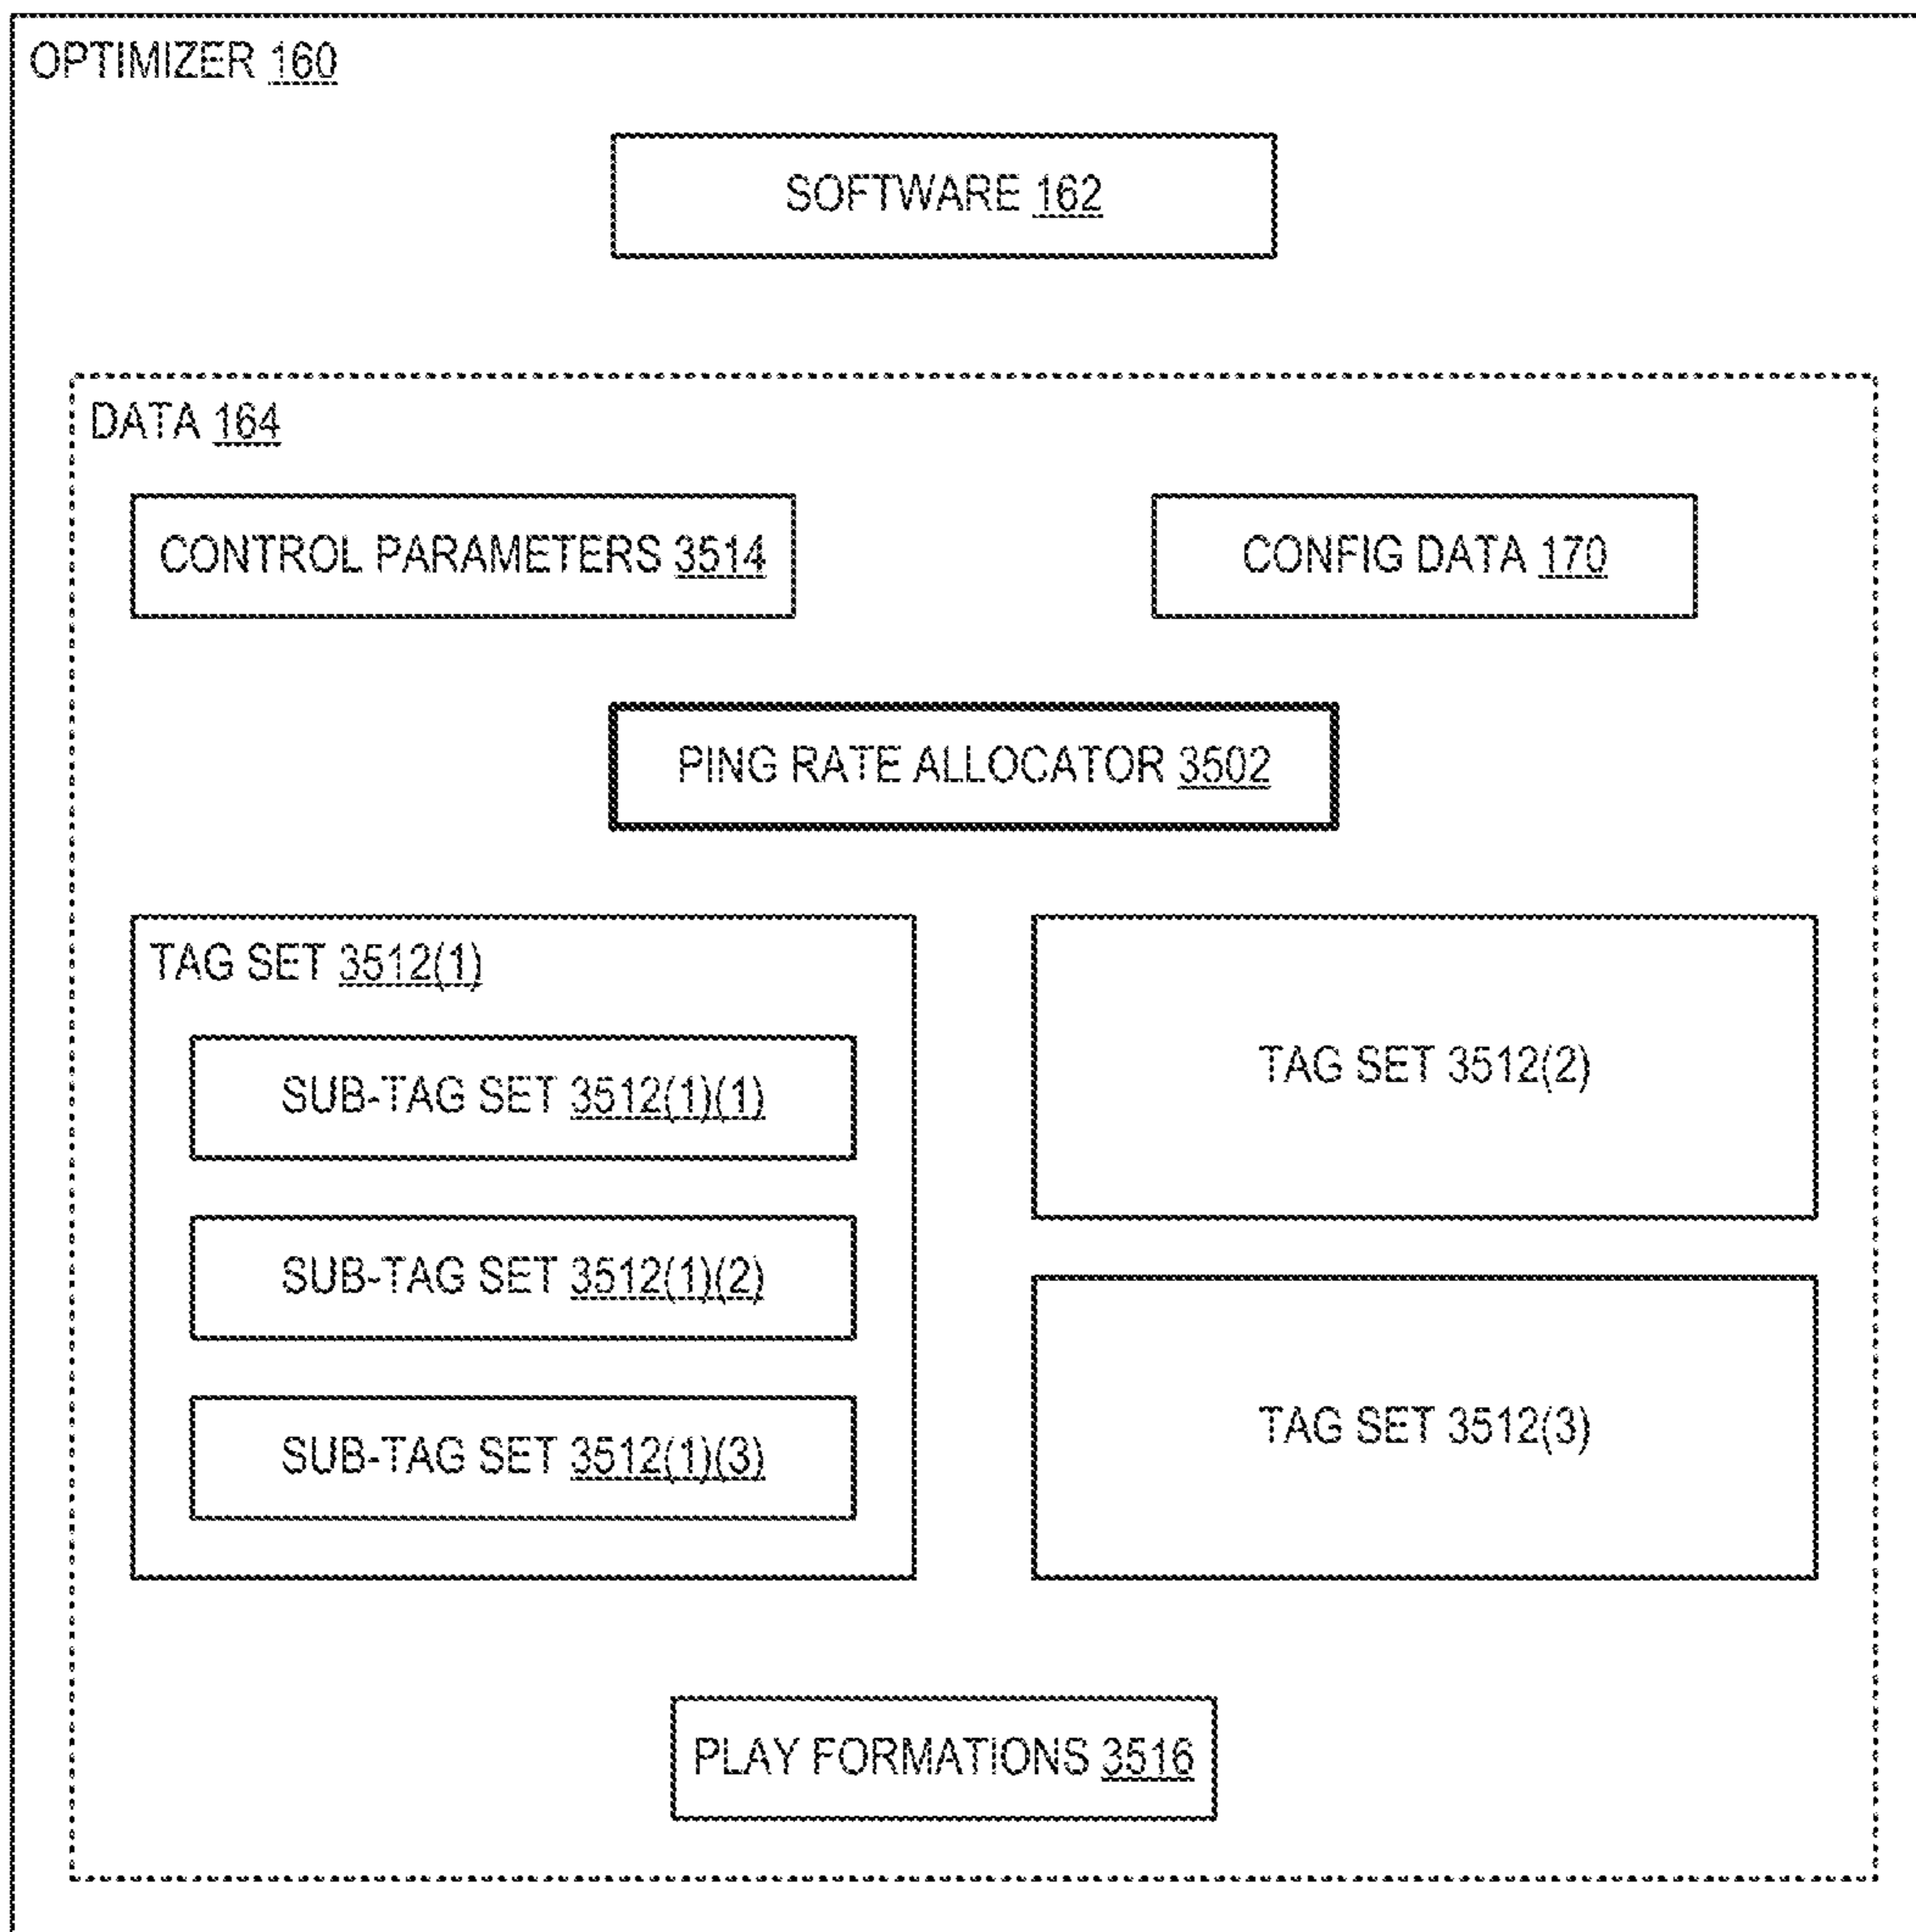 OPTIMIZER 160
SOFTWARE 162
DATA 164
CONTROL PARAMETERS 3514
CONFIG DATA 170
PING RATE ALLOCATOR 3502
TAG SET 3512(1)
SUB-TAG SET 3512(1)(1)
SUB-TAG SET 3512(1)(2)
SUB-TAG SET 3512(1)(3)
TAG SET 3512(2)
TAG SET 3512(3)
PLAY FORMATIONS 3516